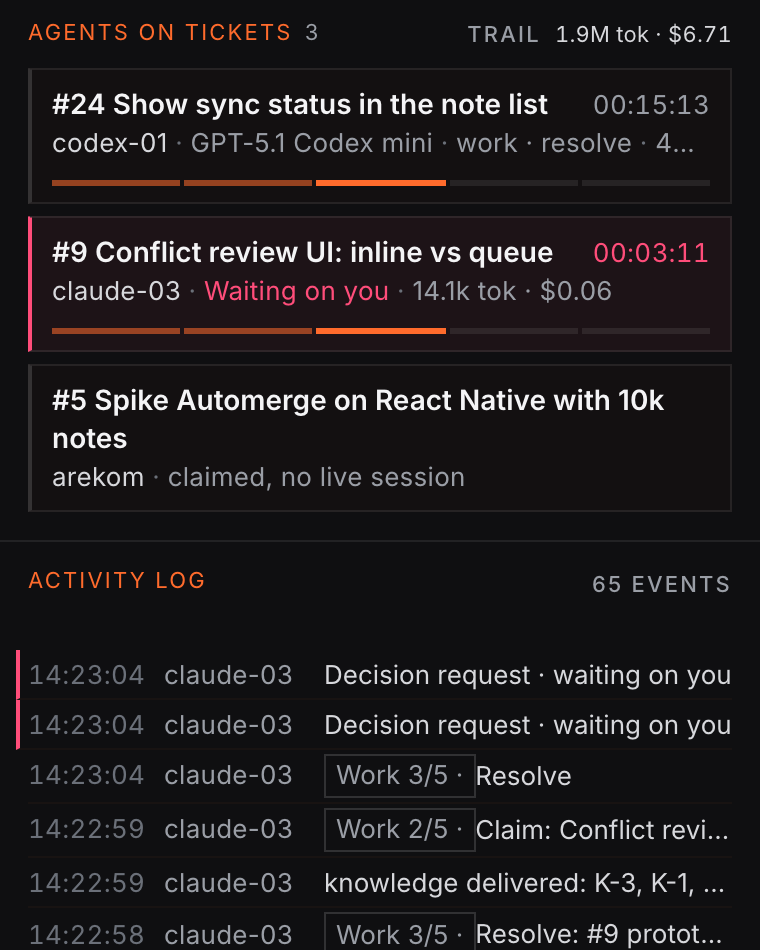 AGENTS ON TICKETS 3
TRAIL 1.9M tok · $6.71
#24 Show sync status in the note list 00:15:13
codex-01 · GPT-5.1 Codex mini · work · resolve · 4...
#9 Conflict review UI: inline vs queue 00:03:11
claude-03 · Waiting on you · 14.1k tok · $0.06
#5 Spike Automerge on React Native with 10k
notes
arekom · claimed, no live session
ACTIVITY LOG 65 EVENTS
14:23:04 claude-03 Decision request · waiting on you
14:23:04 claude-03 Decision request · waiting on you
14:23:04 claude-03 Work 3/5 · Resolve
14:22:59 claude-03 Work 2/5 · Claim: Conflict revi...
14:22:59 claude-03 knowledge delivered: K-3, K-1, ...
14:22:58 claude-03 Work 3/5 · Resolve: #9 protot...